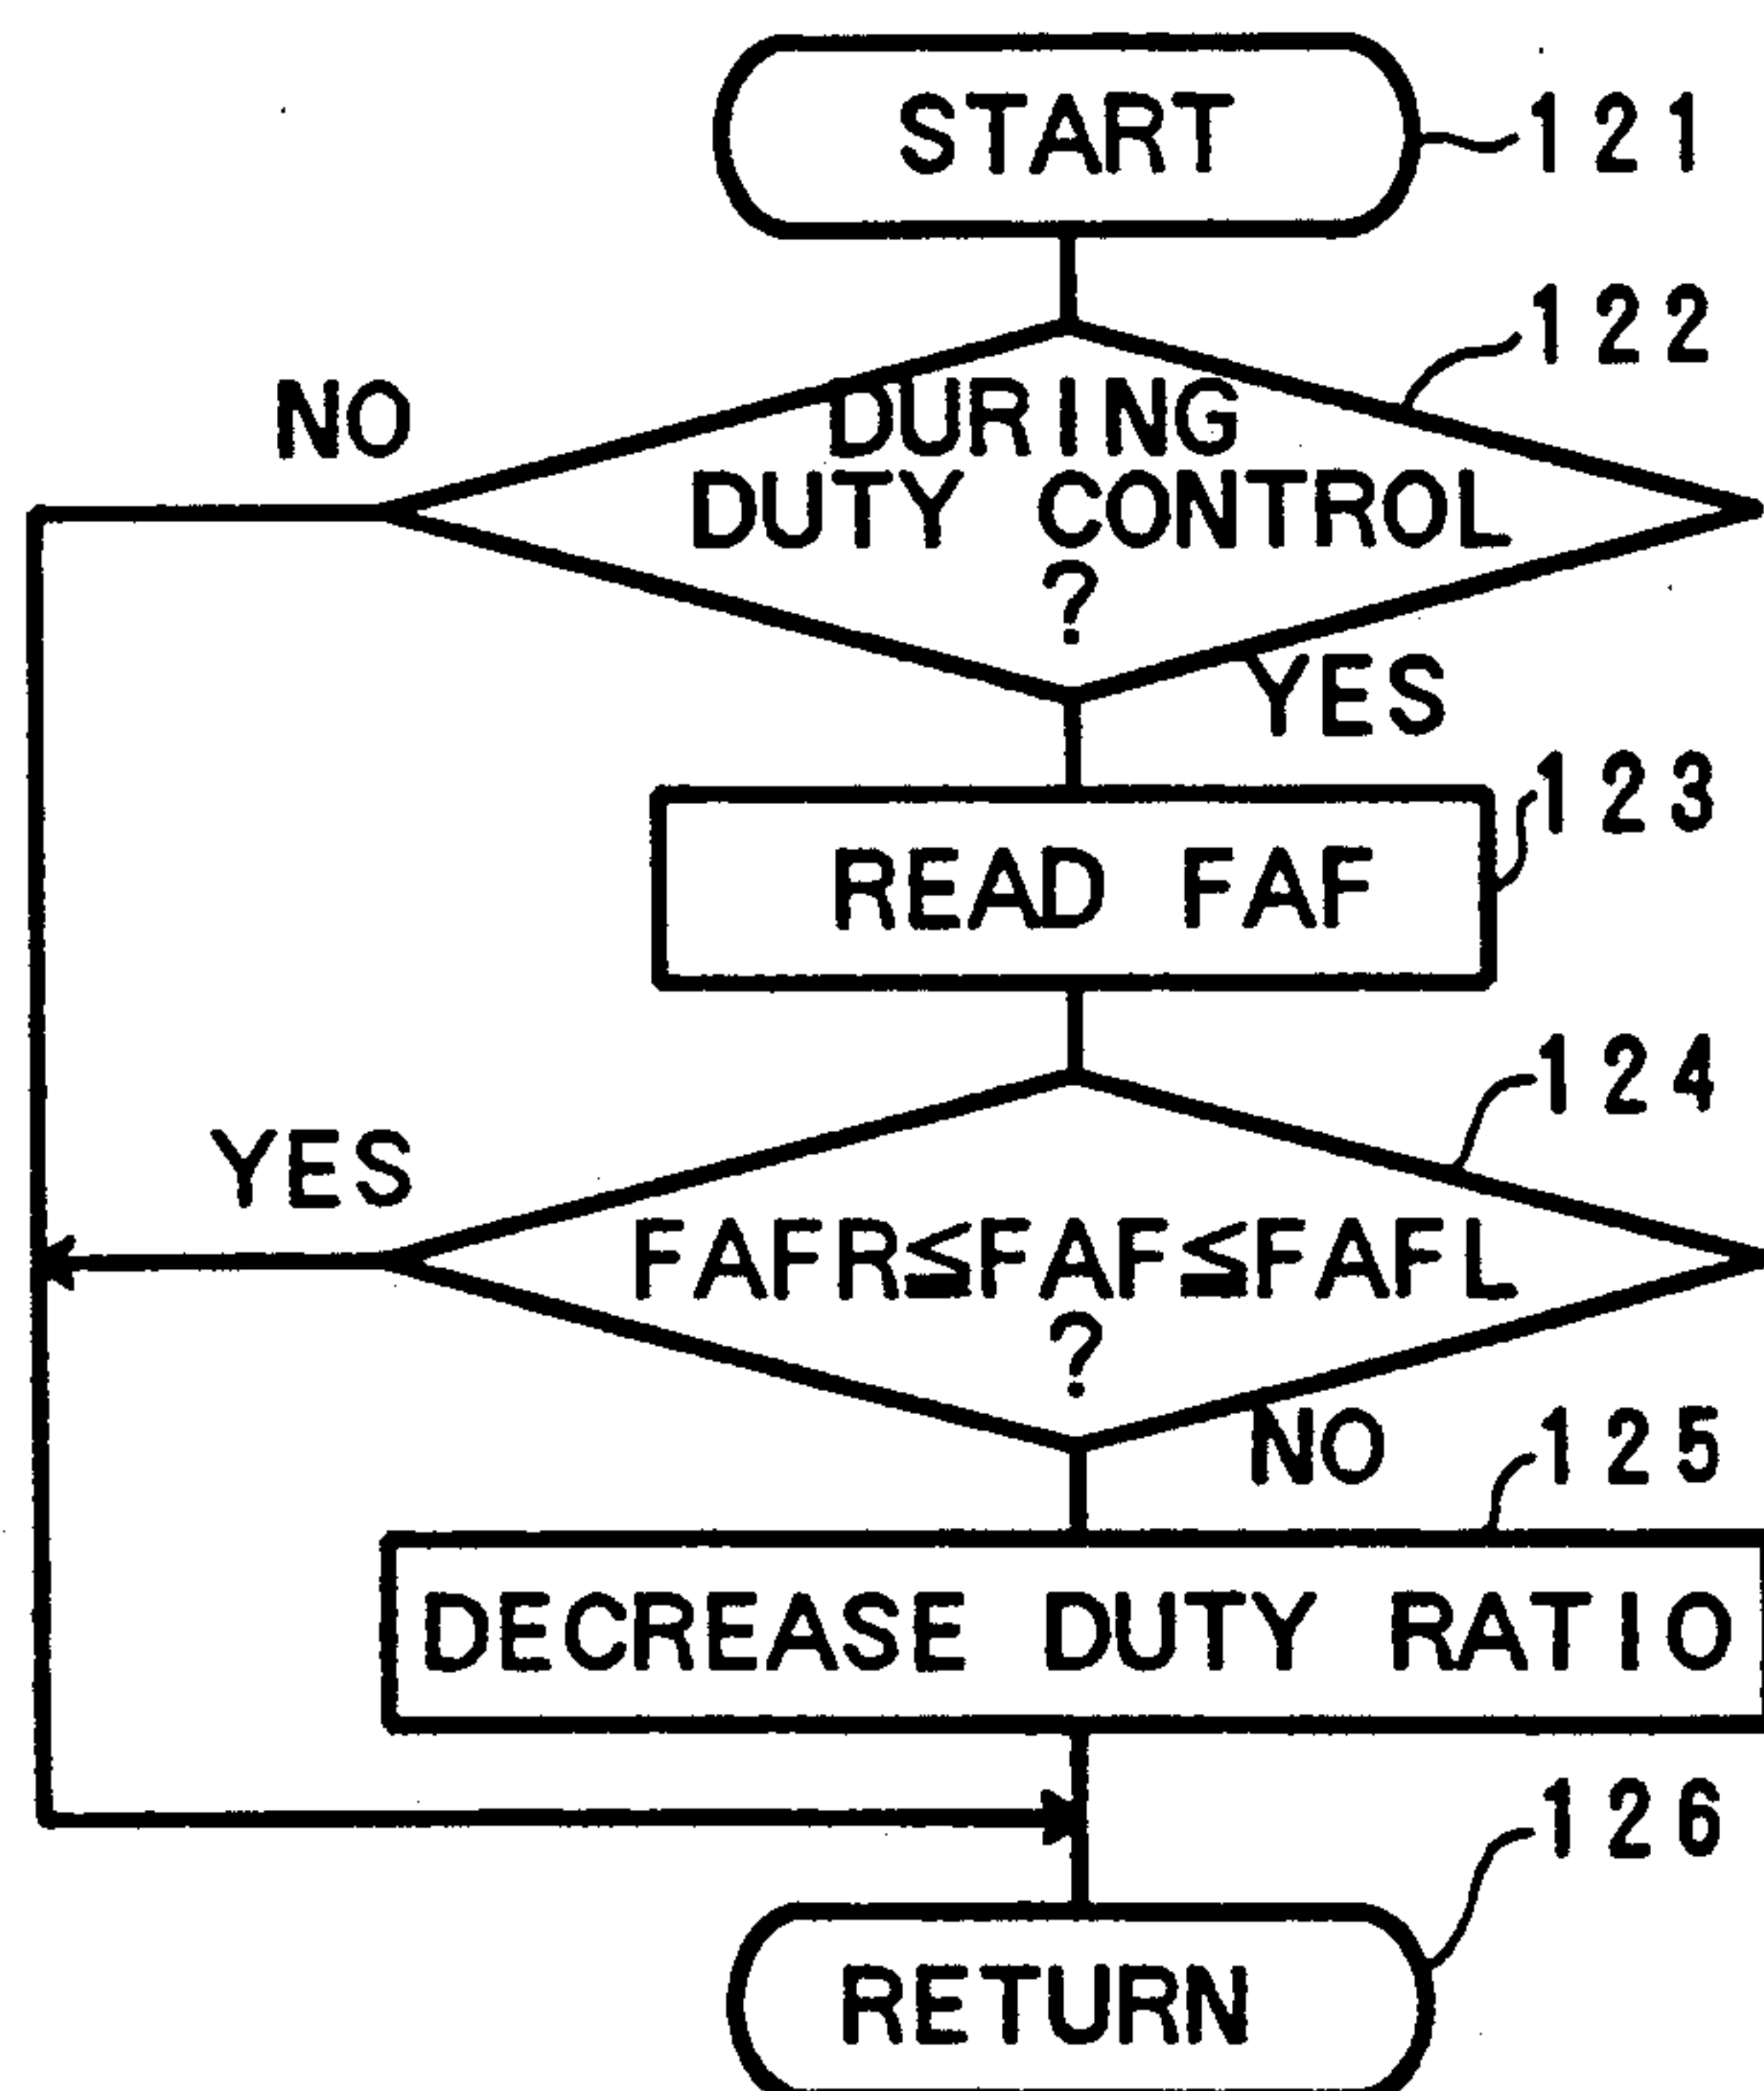 START
121
122
NO
DURING
DUTY CONTROL
?
YES
123
READ FAF
124
YES
FAFR≦FAF≦FAFL
?
NO
125
DECREASE DUTY RATIO
126
RETURN